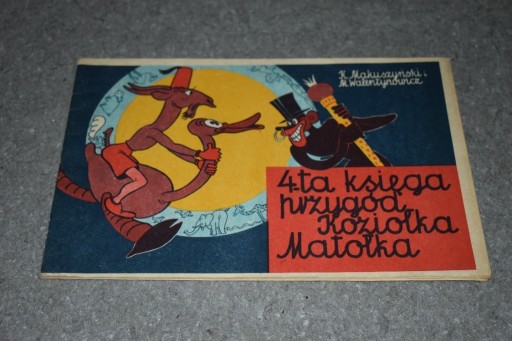 K. Makuszyński i
M. Walentynowicz
4ta księga
przygód
Koziołka
Matołka